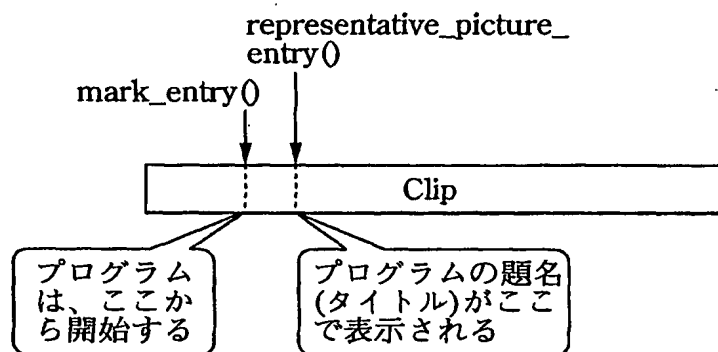 representative_picture_
entry()
mark_entry()
Clip
プログラム
は、ここか
ら開始する
プログラムの題名
(タイトル)がここ
で表示される